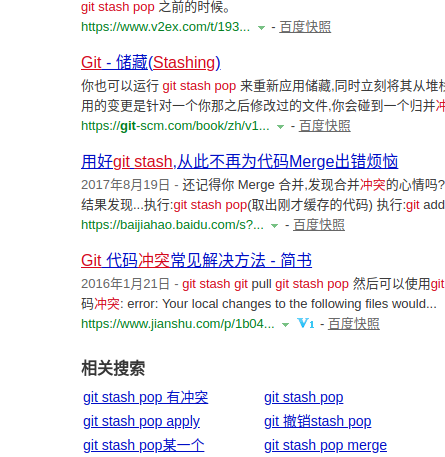 git stash pop 之前的时候。
https://www.v2ex.com/t/193... - 百度快照
Git - 储藏(Stashing)
你也可以运行 git stash pop 来重新应用储藏,同时立刻将其从堆栈
用的变更是针对一个你那之后修改过的文件,你会碰到一个归并冲
https://git-scm.com/book/zh/v1... - 百度快照
用好git stash,从此不再为代码Merge出错烦恼
2017年8月19日 - 还记得你 Merge 合并,发现合并冲突的心情吗?
结果发现...执行:git stash pop(取出刚才缓存的代码) 执行:git add
https://baijiahao.baidu.com/s?... - 百度快照
Git 代码冲突常见解决方法 - 简书
2016年1月21日 - git stash git pull git stash pop 然后可以使用git
码冲突: error: Your local changes to the following files would...
https://www.jianshu.com/p/1b04... V1 - 百度快照
相关搜索
git stash pop 有冲突 git stash pop
git stash pop apply git 撤销stash pop
git stash pop某一个 git stash pop merge